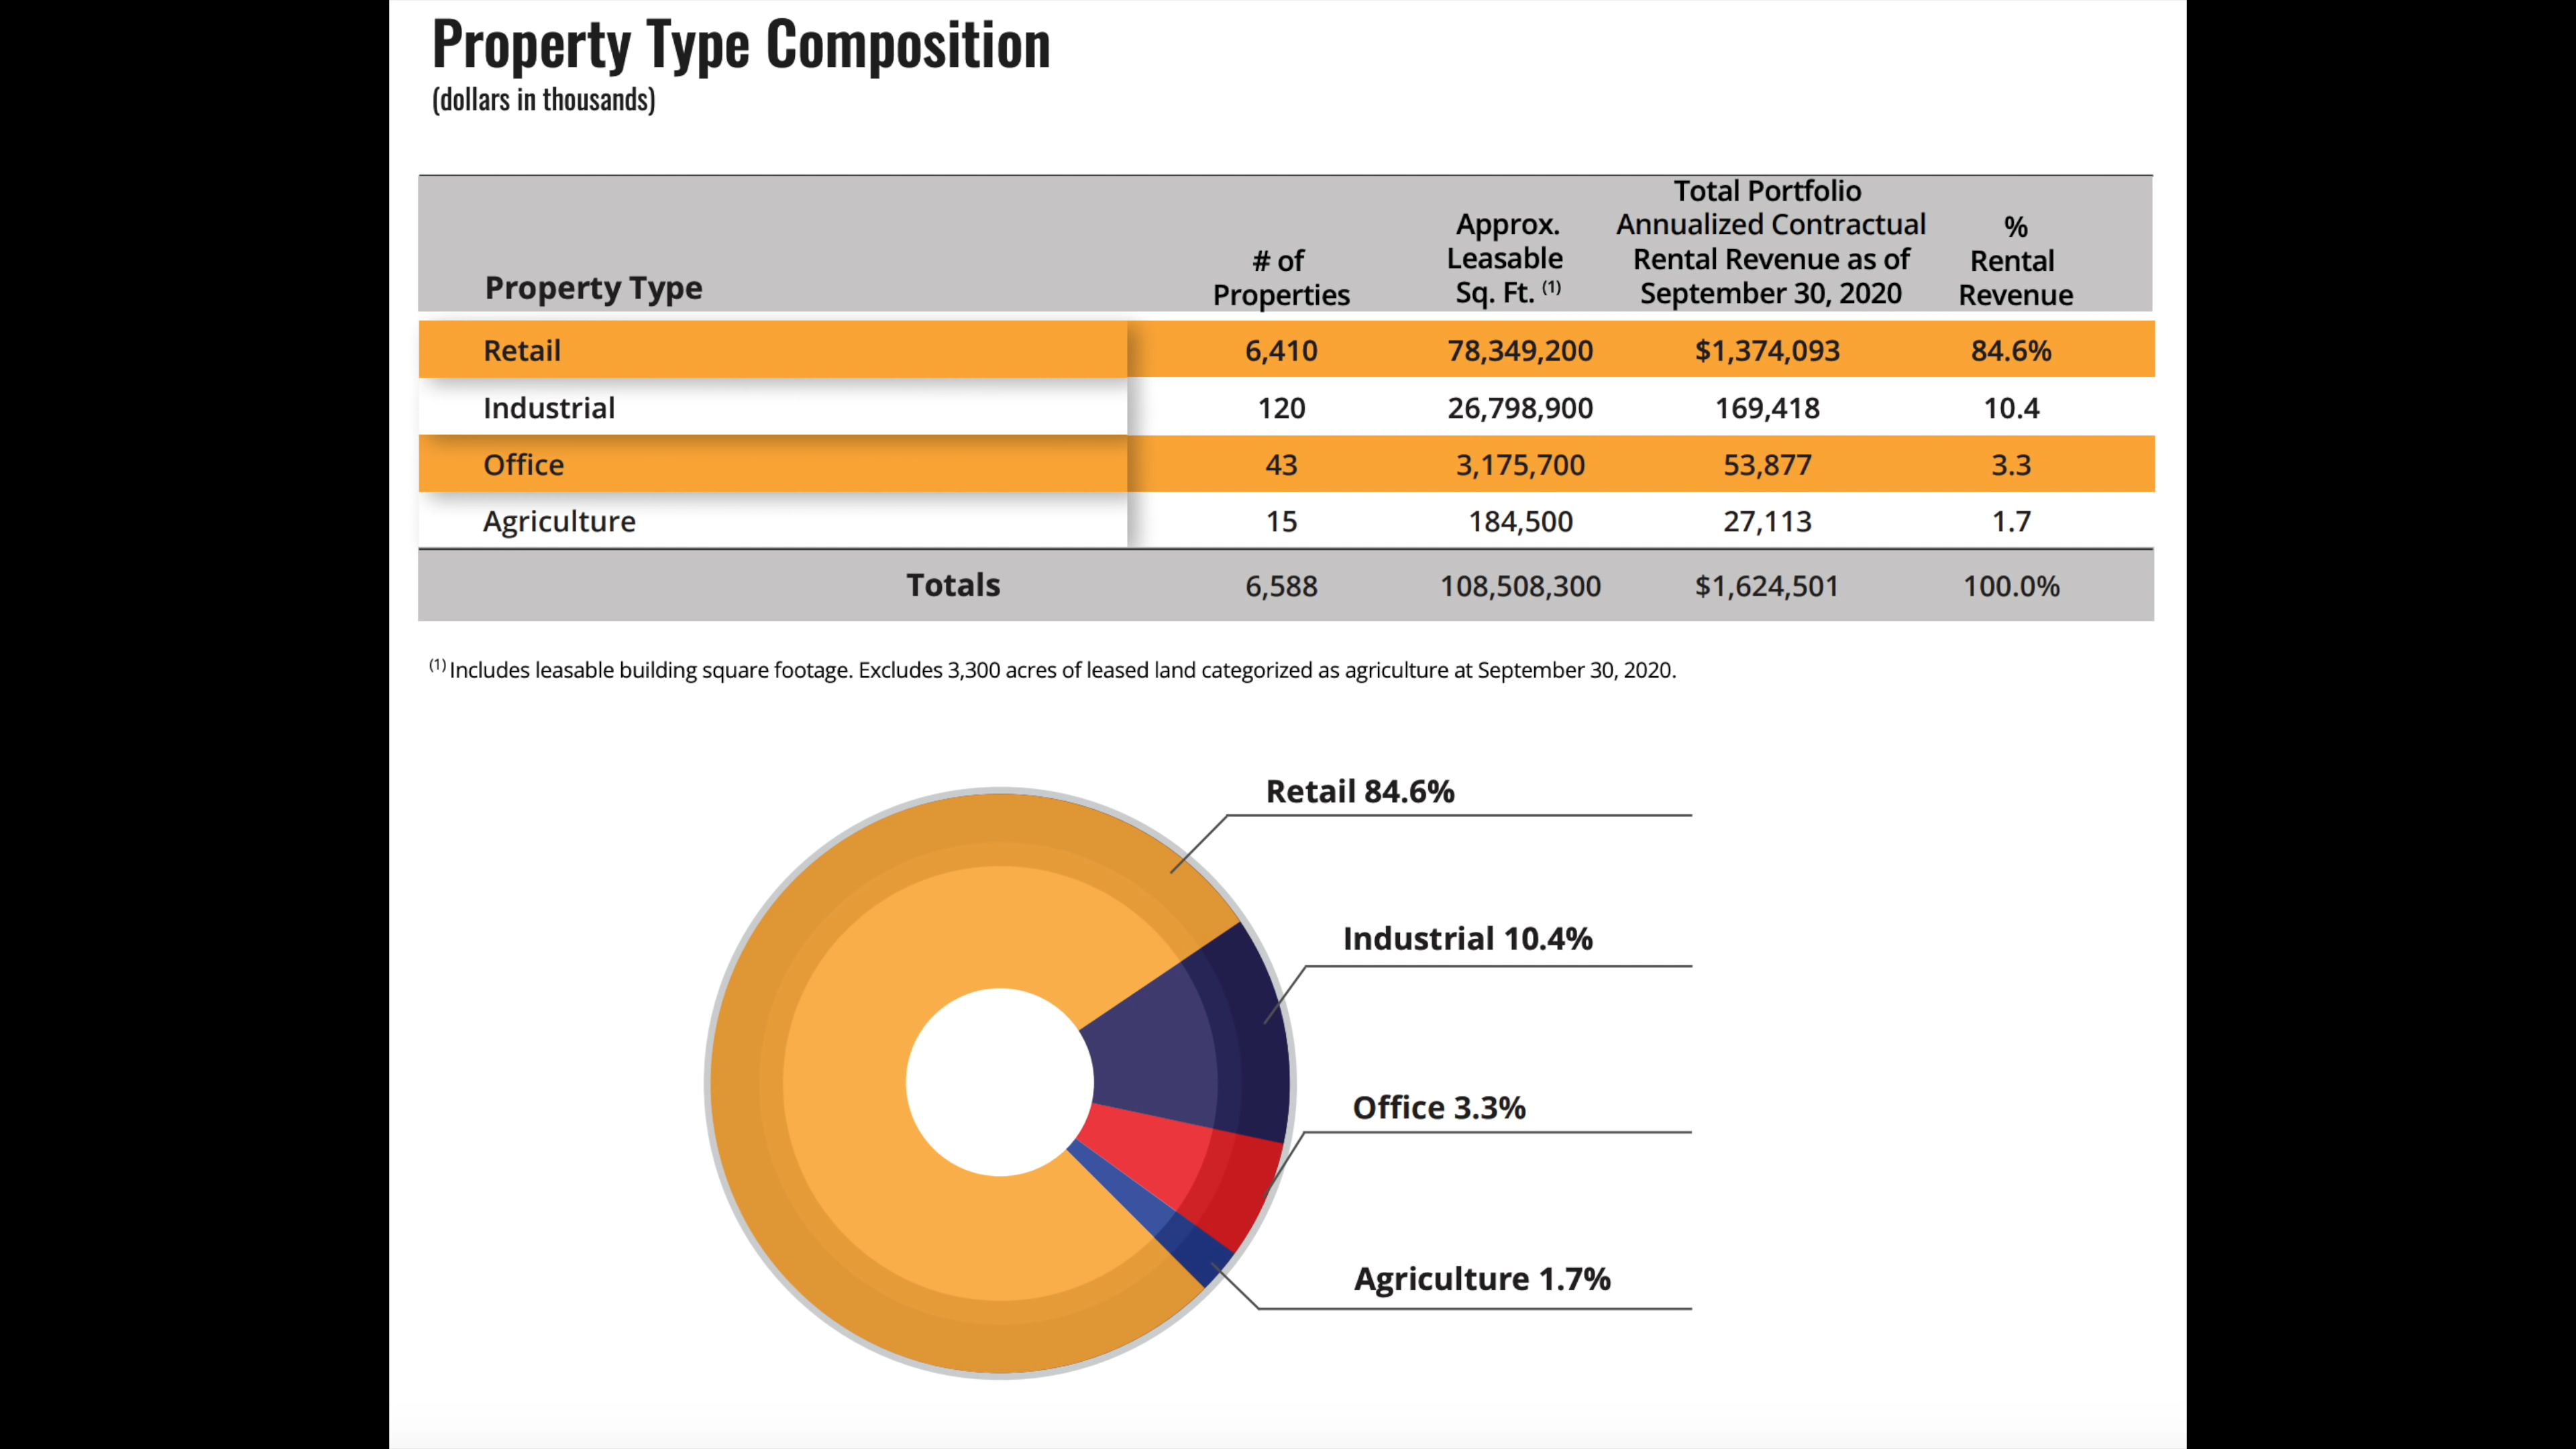 Property Type Composition
(dollars in thousands)
Property Type
# of
Properties
Approx.
Leasable
Sq. Ft. (1)
Total Portfolio
Annualized Contractual
Rental Revenue as of
September 30, 2020
%
Rental
Revenue
Retail 6,410 78,349,200 $1,374,093 84.6%
Industrial 120 26,798,900 169,418 10.4
Office 43 3,175,700 53,877 3.3
Agriculture 15 184,500 27,113 1.7
Totals 6,588 108,508,300 $1,624,501 100.0%
(1) Includes leasable building square footage. Excludes 3,300 acres of leased land categorized as agriculture at September 30, 2020.
Retail 84.6%
Industrial 10.4%
Office 3.3%
Agriculture 1.7%